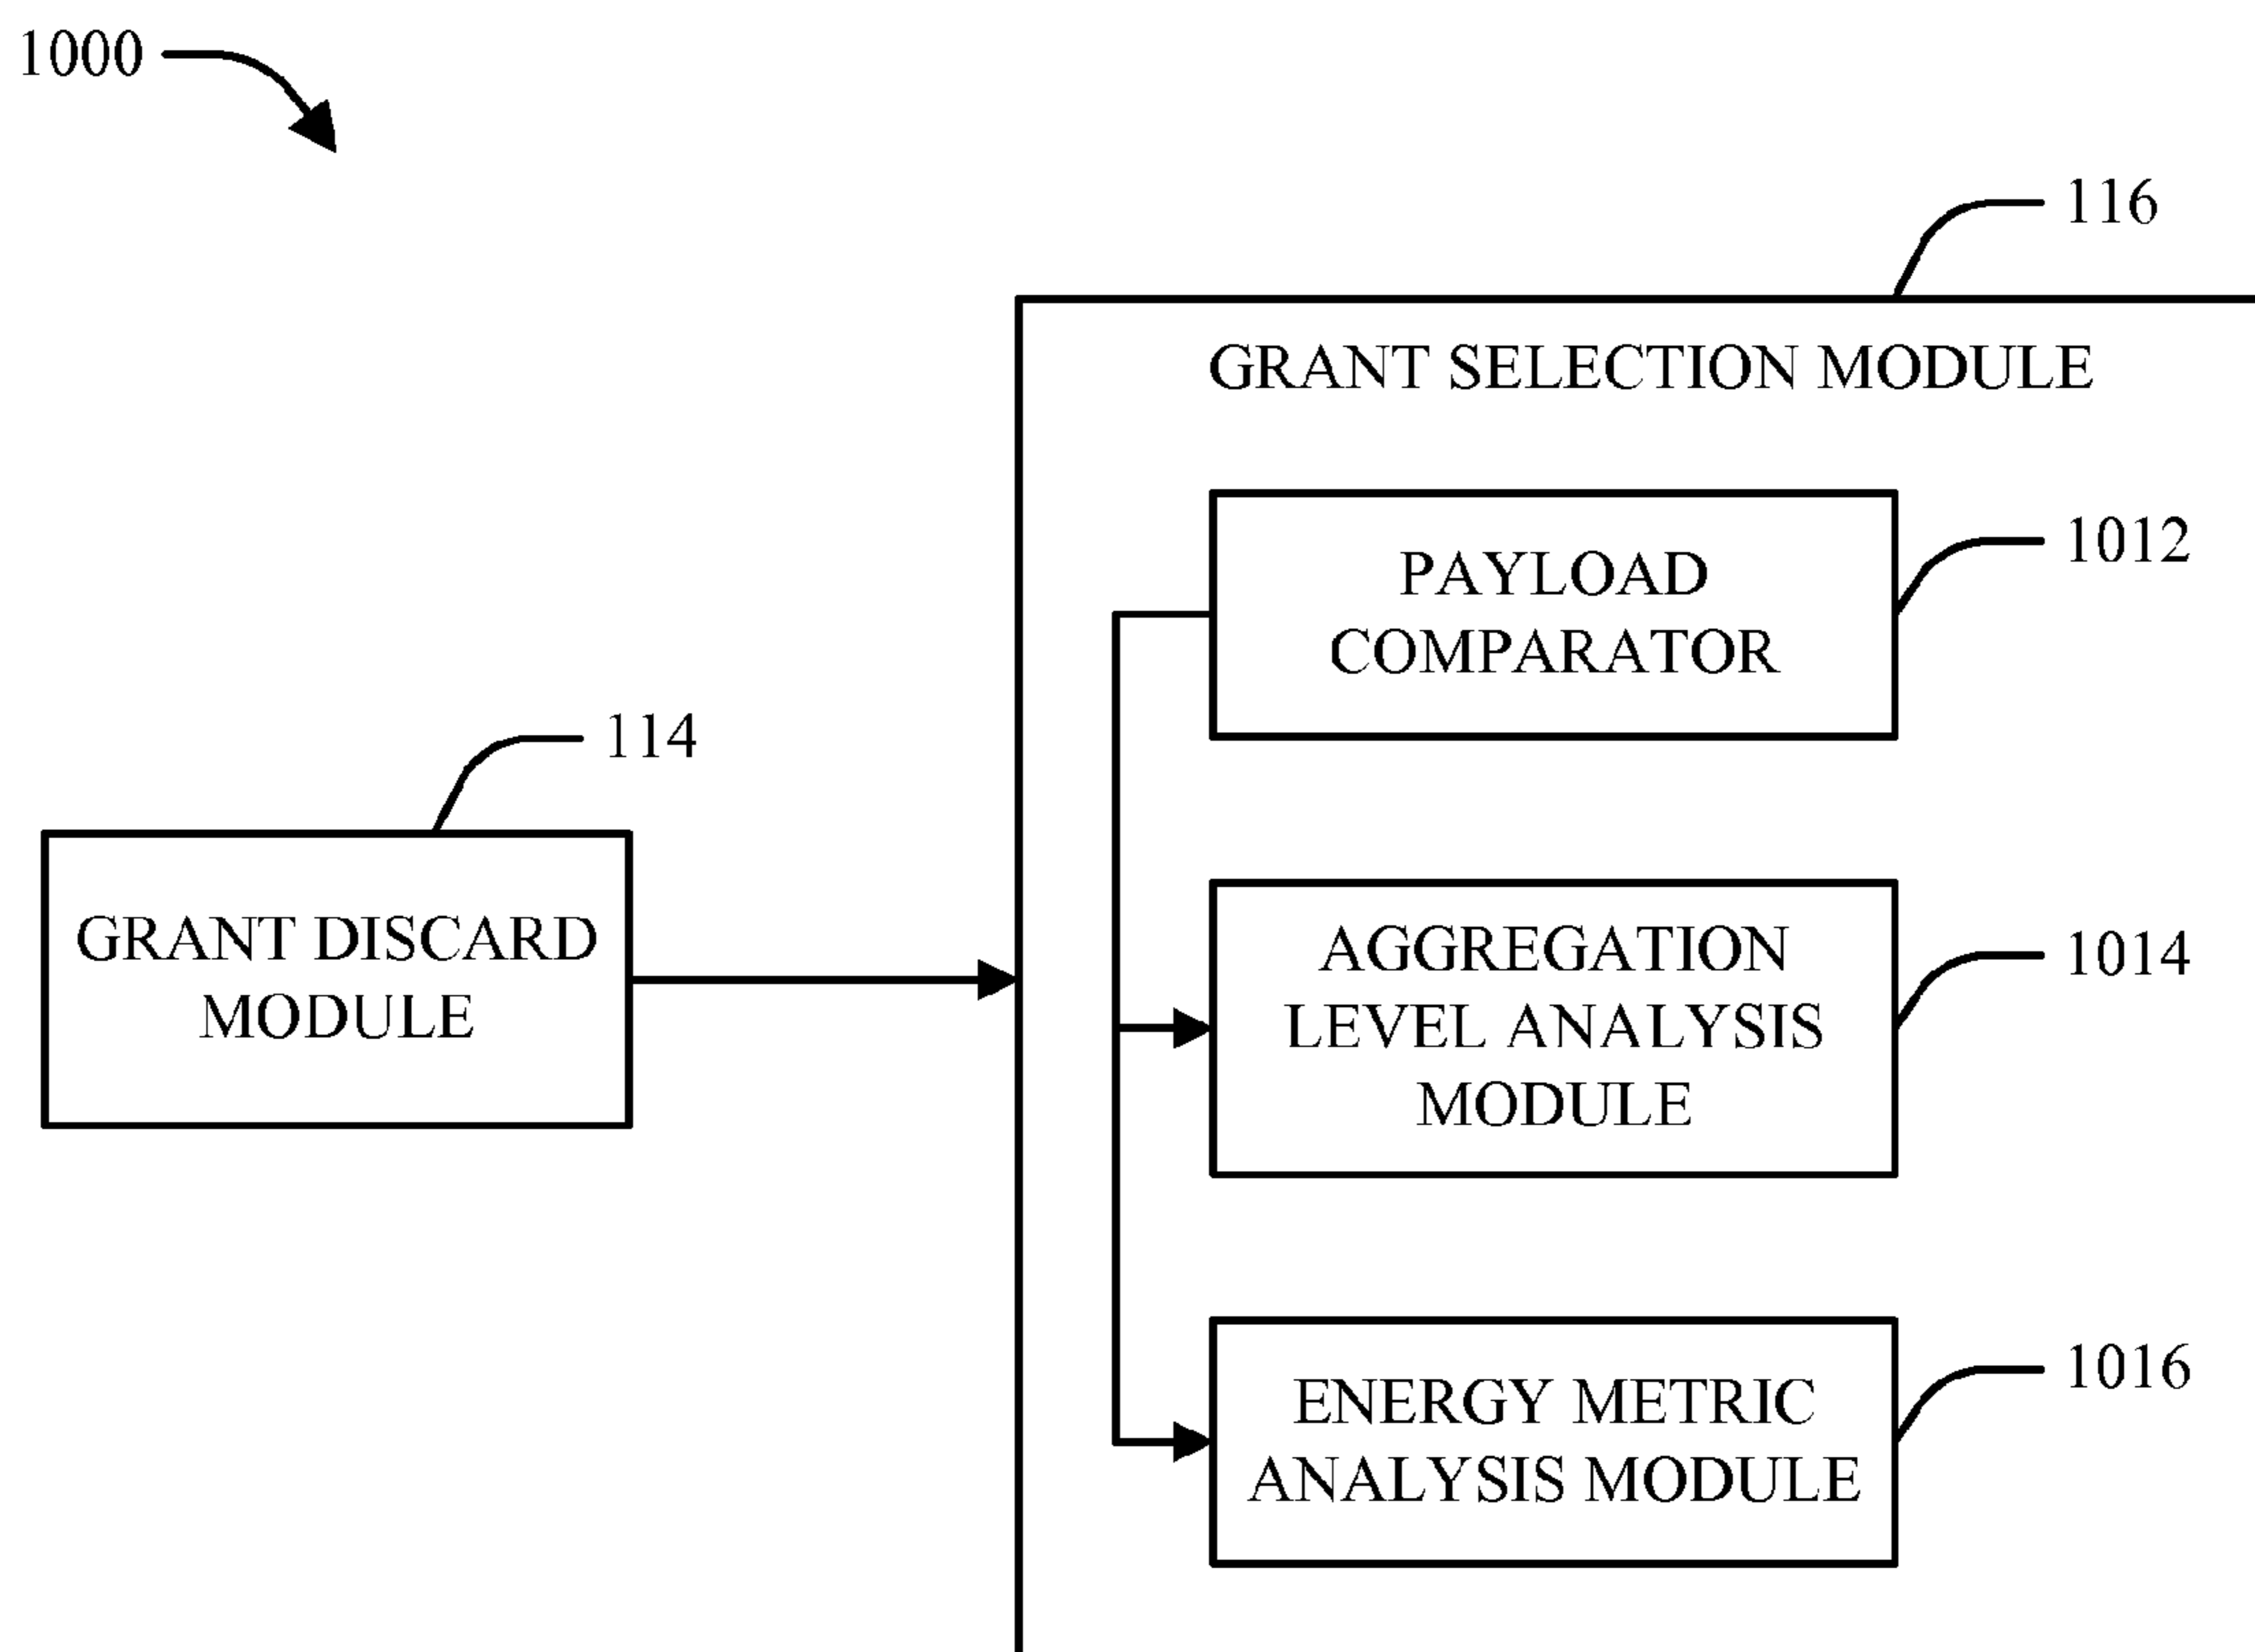 1000
116
GRANT SELECTION MODULE
PAYLOAD
COMPARATOR
1012
114
GRANT DISCARD
MODULE
AGGREGATION
LEVEL ANALYSIS
MODULE
1014
ENERGY METRIC
ANALYSIS MODULE
1016